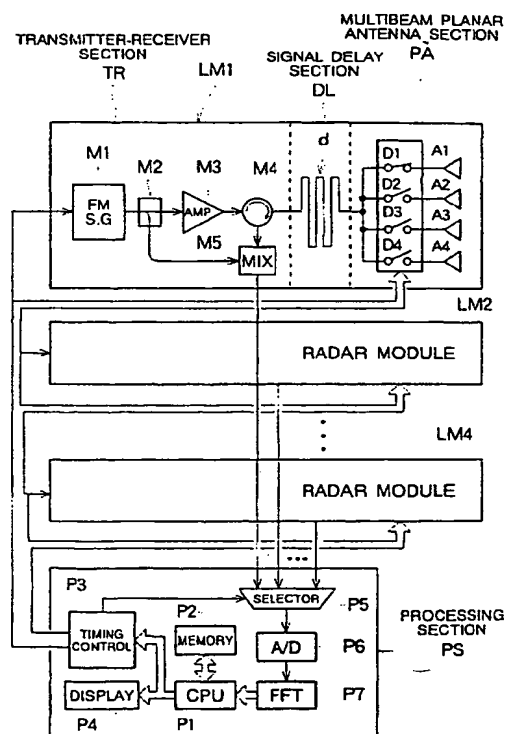 MULTIBEAM PLANAR
ANTENNA SECTION
PA
TRANSMITTER-RECEIVER
SECTION
TR
LM1
SIGNAL DELAY
SECTION
DL
d
M1
M2
M3
M4
D1
A1
FM
S.G
AMP
D2
A2
M5
D3
A3
MIX
D4
A4
LM2
RADAR MODULE
LM4
RADAR MODULE
P3
SELECTOR
P5
P2
TIMING
CONTROL
MEMORY
A/D
P6
PROCESSING
SECTION
PS
DISPLAY
CPU
FFT
P7
P4
P1